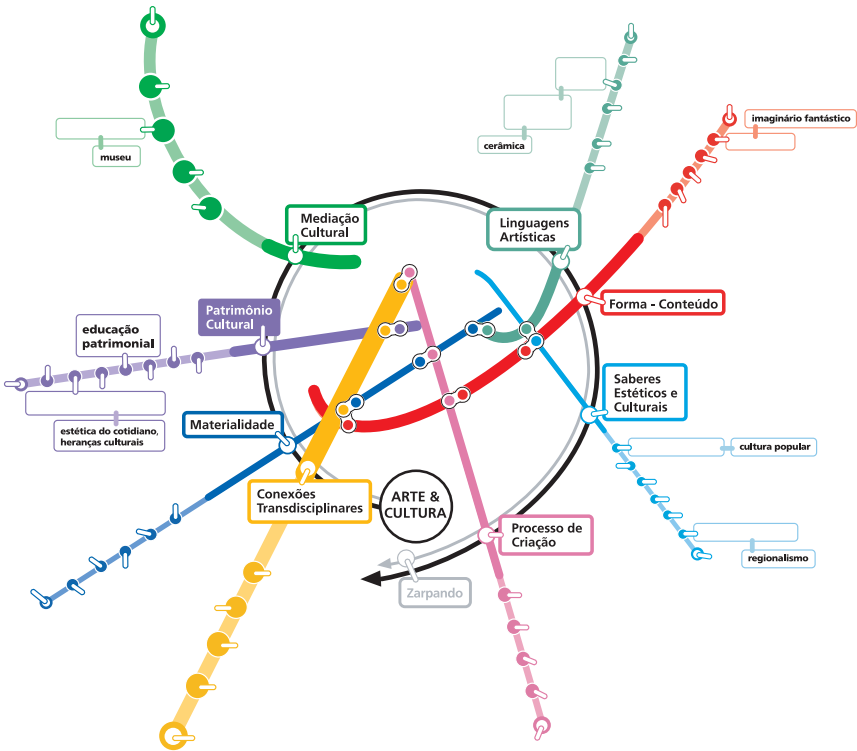 museu
cerâmica
imaginário fantástico
Mediação
Cultural
Linguagens
Artísticas
Patrimônio
Cultural
Forma - Conteúdo
educação
patrimonial
estética do cotidiano,
heranças culturais
Saberes
Estéticos e
Culturais
Materialidade
cultura popular
Conexões
Transdisciplinares
ARTE &
CULTURA
Processo de
Criação
regionalismo
Zarpando